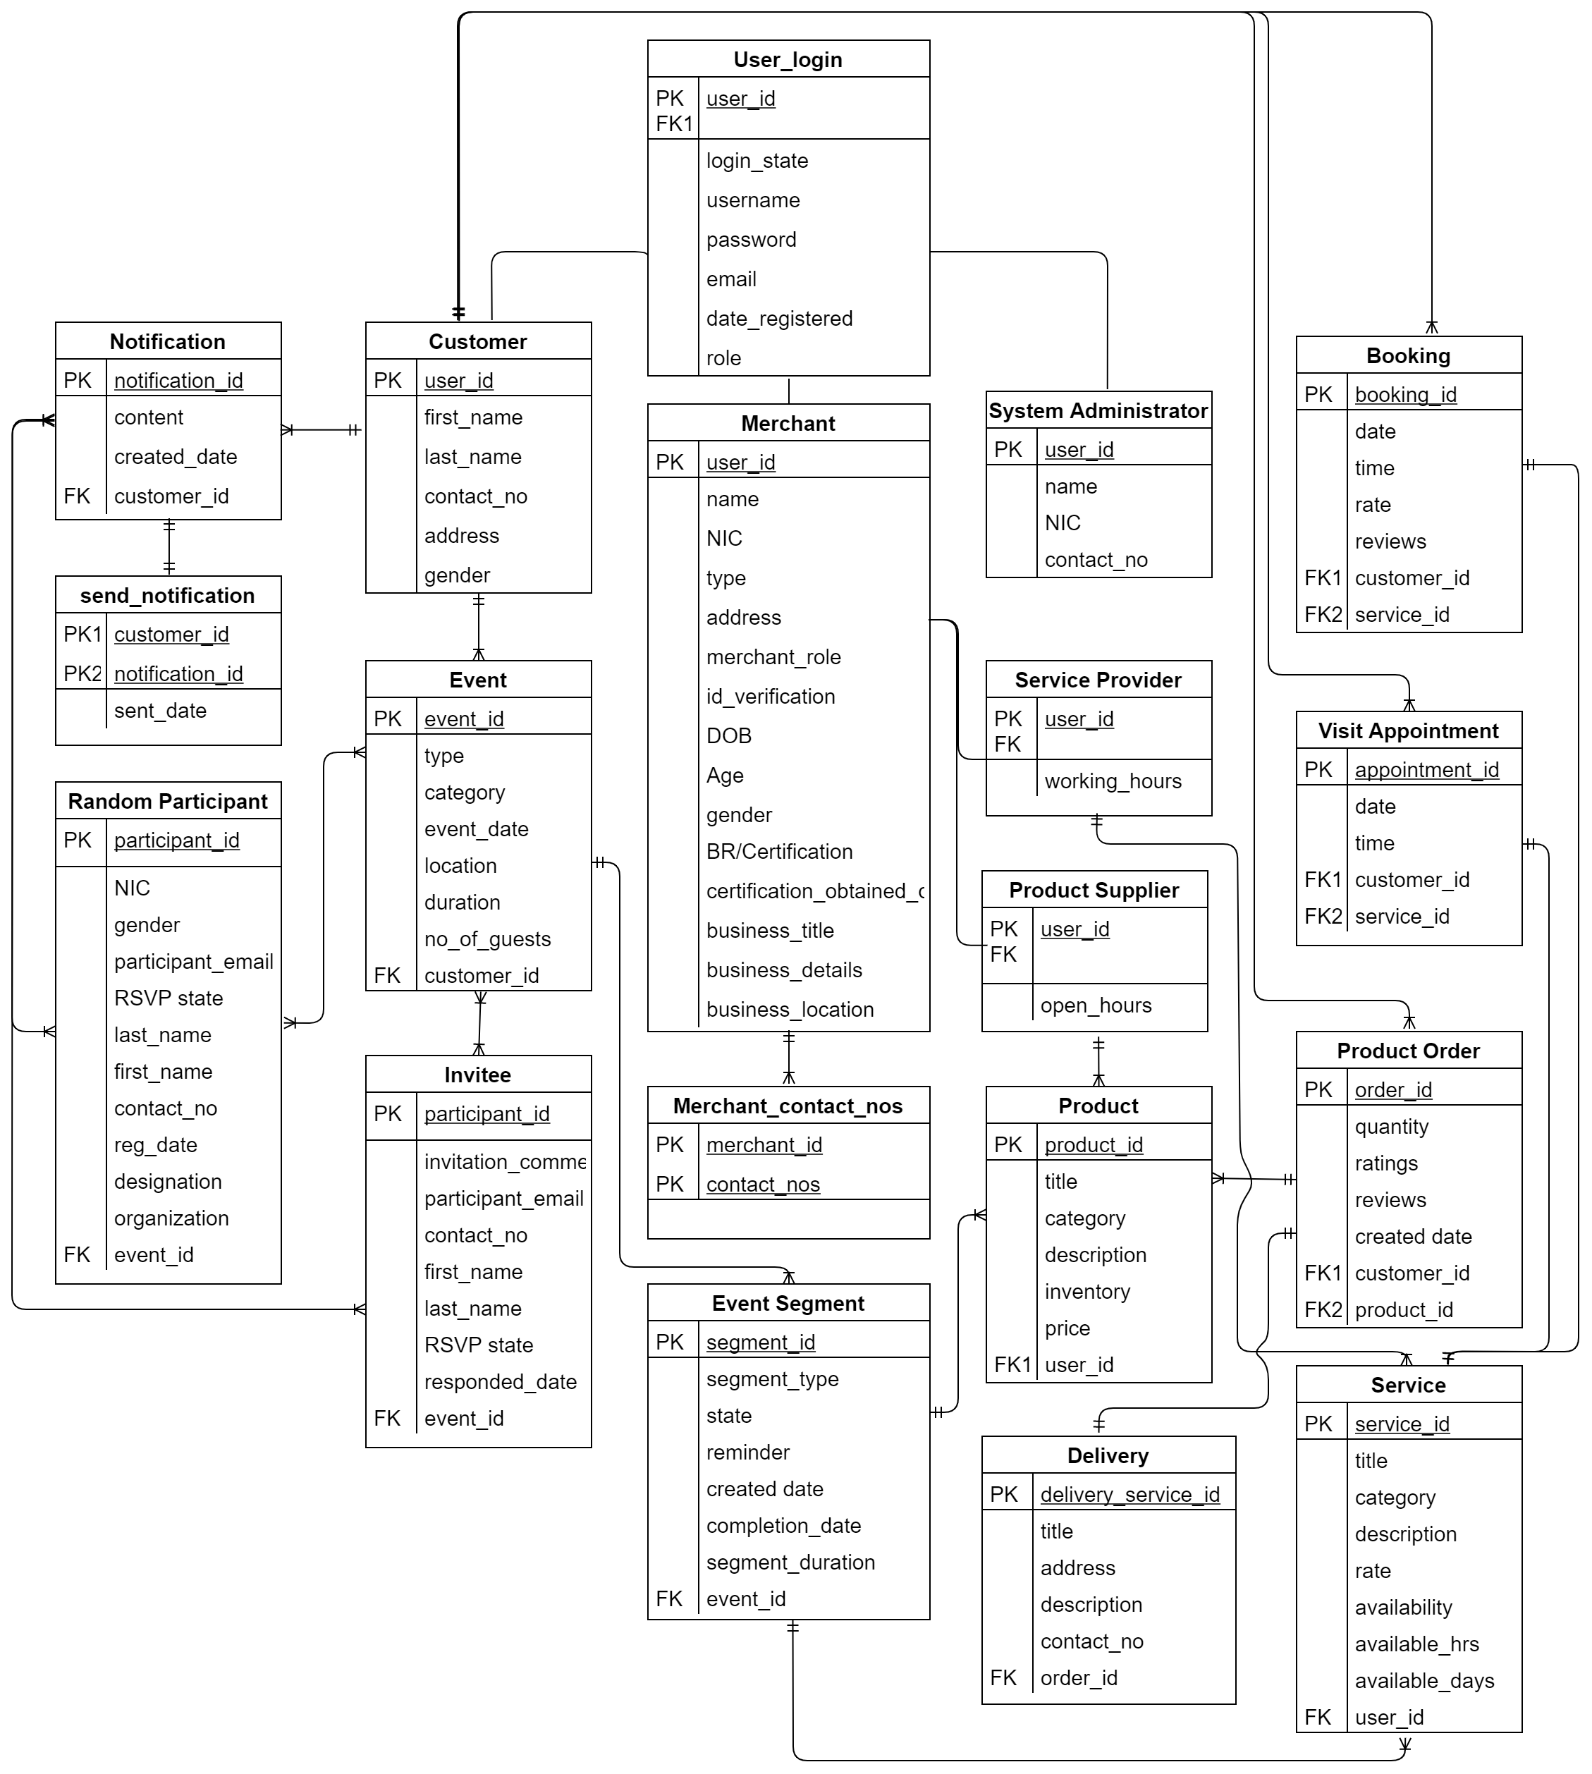 User_login
PK user_id
FK1
login_state
username
password
email
date_registered
role
Notification
PK notification_id
content
created_date
FK customer_id
Customer
PK user_id
first_name
last_name
contact_no
address
gender
Merchant
PK user_id
name
NIC
type
address
merchant_role
id_verification
DOB
Age
gender
BR/Certification
certification_obtained_c
business_title
business_details
business_location
System Administrator
PK user_id
name
NIC
contact_no
Booking
PK booking_id
date
time
rate
reviews
FK1 customer_id
FK2 service_id
send_notification
PK1 customer_id
PK2 notification_id
sent_date
Event
PK event_id
type
category
event_date
location
duration
no_of_guests
FK customer_id
Service Provider
PK user_id
FK
working_hours
Visit Appointment
PK appointment_id
date
time
FK1 customer_id
FK2 service_id
Random Participant
PK participant_id
NIC
gender
participant_email
RSVP state
last_name
first_name
contact_no
reg_date
designation
organization
FK event_id
Product Supplier
PK user_id
FK
open_hours
Invitee
PK participant_id
invitation_comme
participant_email
contact_no
first_name
last_name
RSVP state
responded_date
FK event_id
Merchant_contact_nos
PK merchant_id
PK contact_nos
Product
PK product_id
title
category
description
inventory
price
FK1 user_id
Product Order
PK order_id
quantity
ratings
reviews
created date
FK1 customer_id
FK2 product_id
Event Segment
PK segment_id
segment_type
state
reminder
created date
completion_date
segment_duration
FK event_id
Delivery
PK delivery_service_id
title
address
description
contact_no
FK order_id
Service
PK service_id
title
category
description
rate
availability
available_hrs
available_days
FK user_id